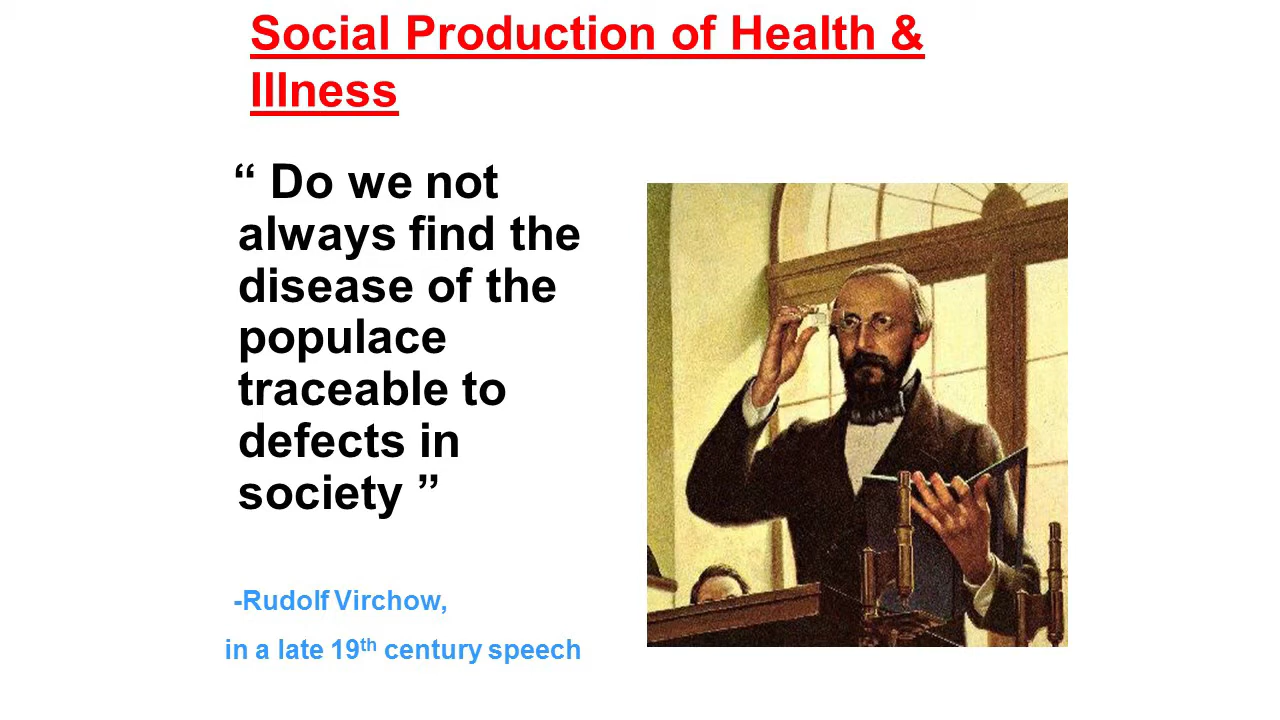 Social Production of Health &
Illness
“ Do we not
always find the
disease of the
populace
traceable to
defects in
society ”
-Rudolf Virchow,
in a late 19th century speech